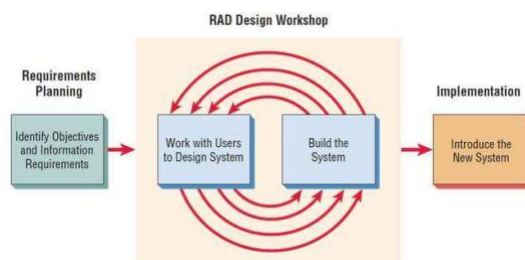 RAD Design Workshop
Requirements
Planning
Identify Objectives
and Information
Requirements
Work with Users
to Design System
Build the
System
Implementation
Introduce the
New System